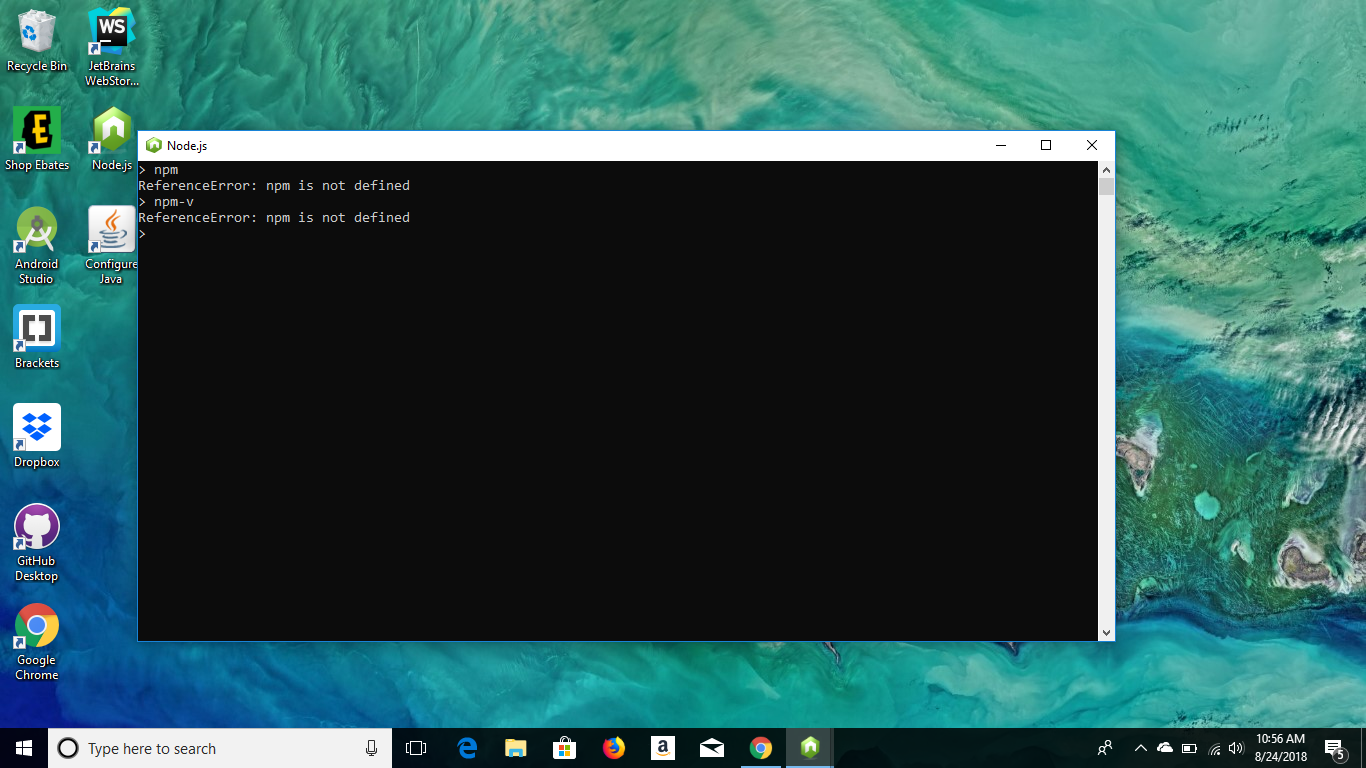 Recycle Bin
JetBrains
WebStor...
WS
Shop Ebates
E
Node.js
Android
Studio
Configure
Java
Brackets
Dropbox
GitHub
Desktop
Google
Chrome
Node.js
> npm
ReferenceError: npm is not defined
> npm-v
ReferenceError: npm is not defined
>
Type here to search
a
10:56 AM
8/24/2018
5